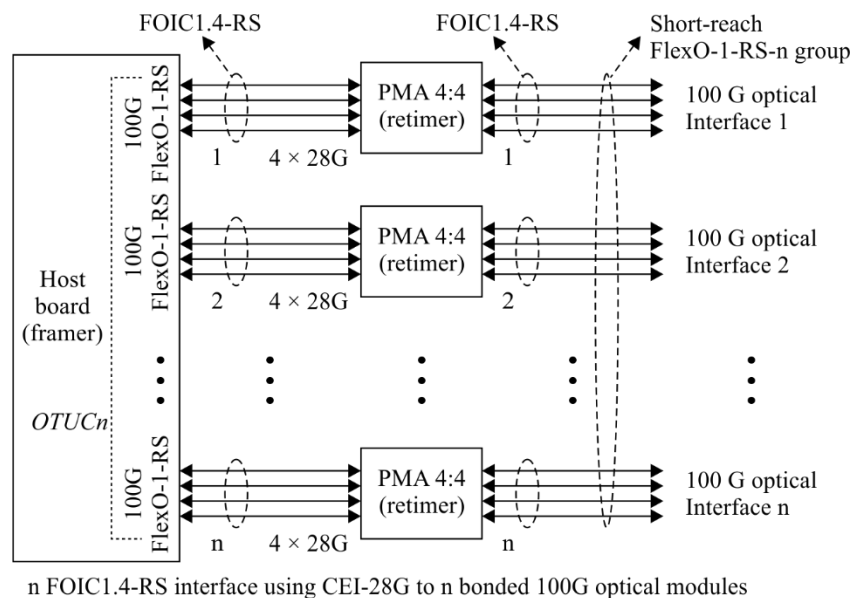 FOIC1.4-RS
FOIC1.4-RS
Short-reach
FlexO-1-RS-n group
100G
FlexO-1-RS
PMA 4:4
(retimer)
100 G optical
Interface 1
1
4 × 28G
1
100G
FlexO-1-RS
PMA 4:4
(retimer)
100 G optical
Interface 2
2
4 × 28G
2
Host
board
(framer)
OTUCn
100G
FlexO-1-RS
PMA 4:4
(retimer)
100 G optical
Interface n
n
4 × 28G
n
n FOIC1.4-RS interface using CEI-28G to n bonded 100G optical modules